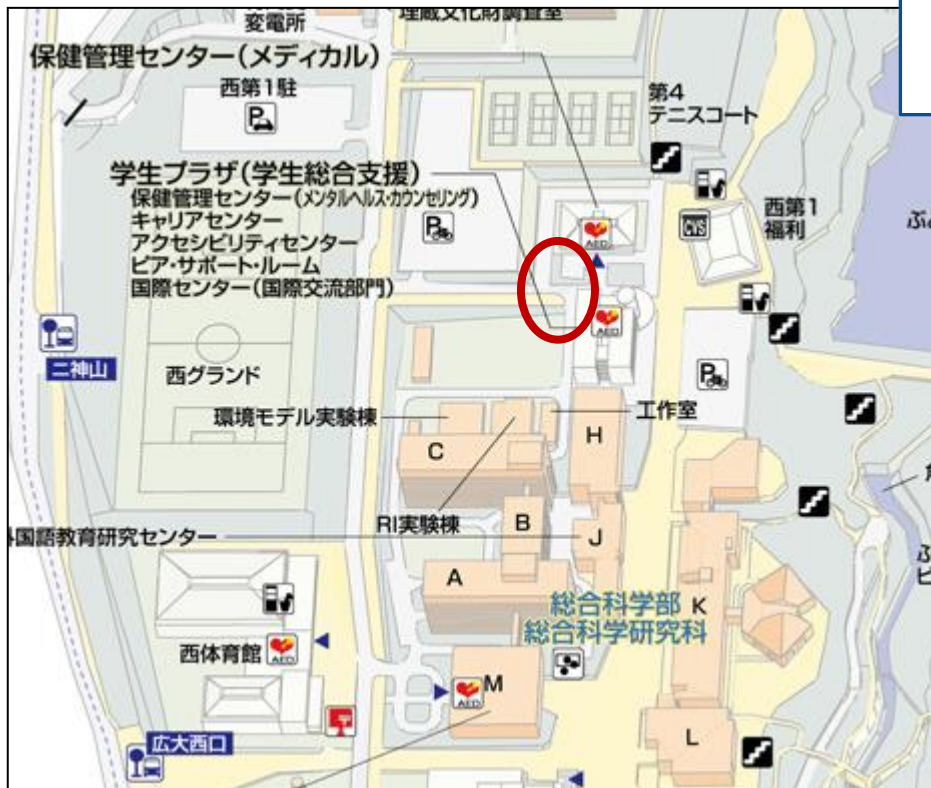 変電所
埋蔵文化財調査室
保健管理センター(メディカル)
西第1駐
P
第4
テニスコート
学生プラザ(学生総合支援)
保健管理センター(メンタルヘルス・カウンセリング)
キャリアセンター
アクセシビリティセンター
ピア・サポート・ルーム
国際センター(国際交流部門)
P
AED
西第1
福利
AED
二神山
西グランド
P
環境モデル実験棟
工作室
C
H
RI実験棟
B
J
国語教育研究センター
A
総合科学部
総合科学研究科
K
西体育館
AED
AED
M
広大西口
L